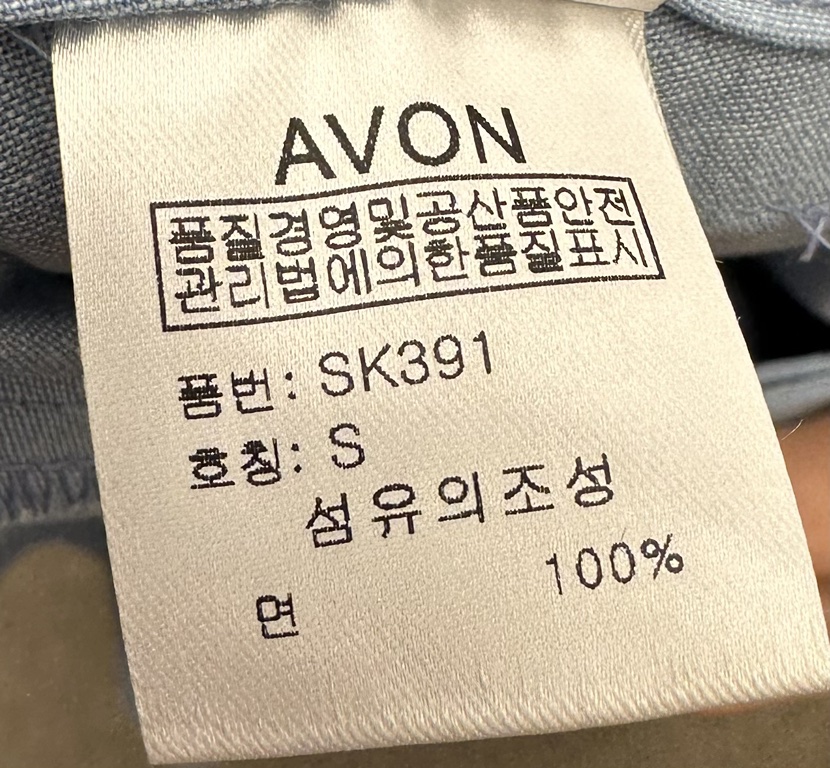 AVON
품질경영및공산품안전
관리법에의한품질표시
품번: SK391
호칭: S
섬유의조성
면 100%